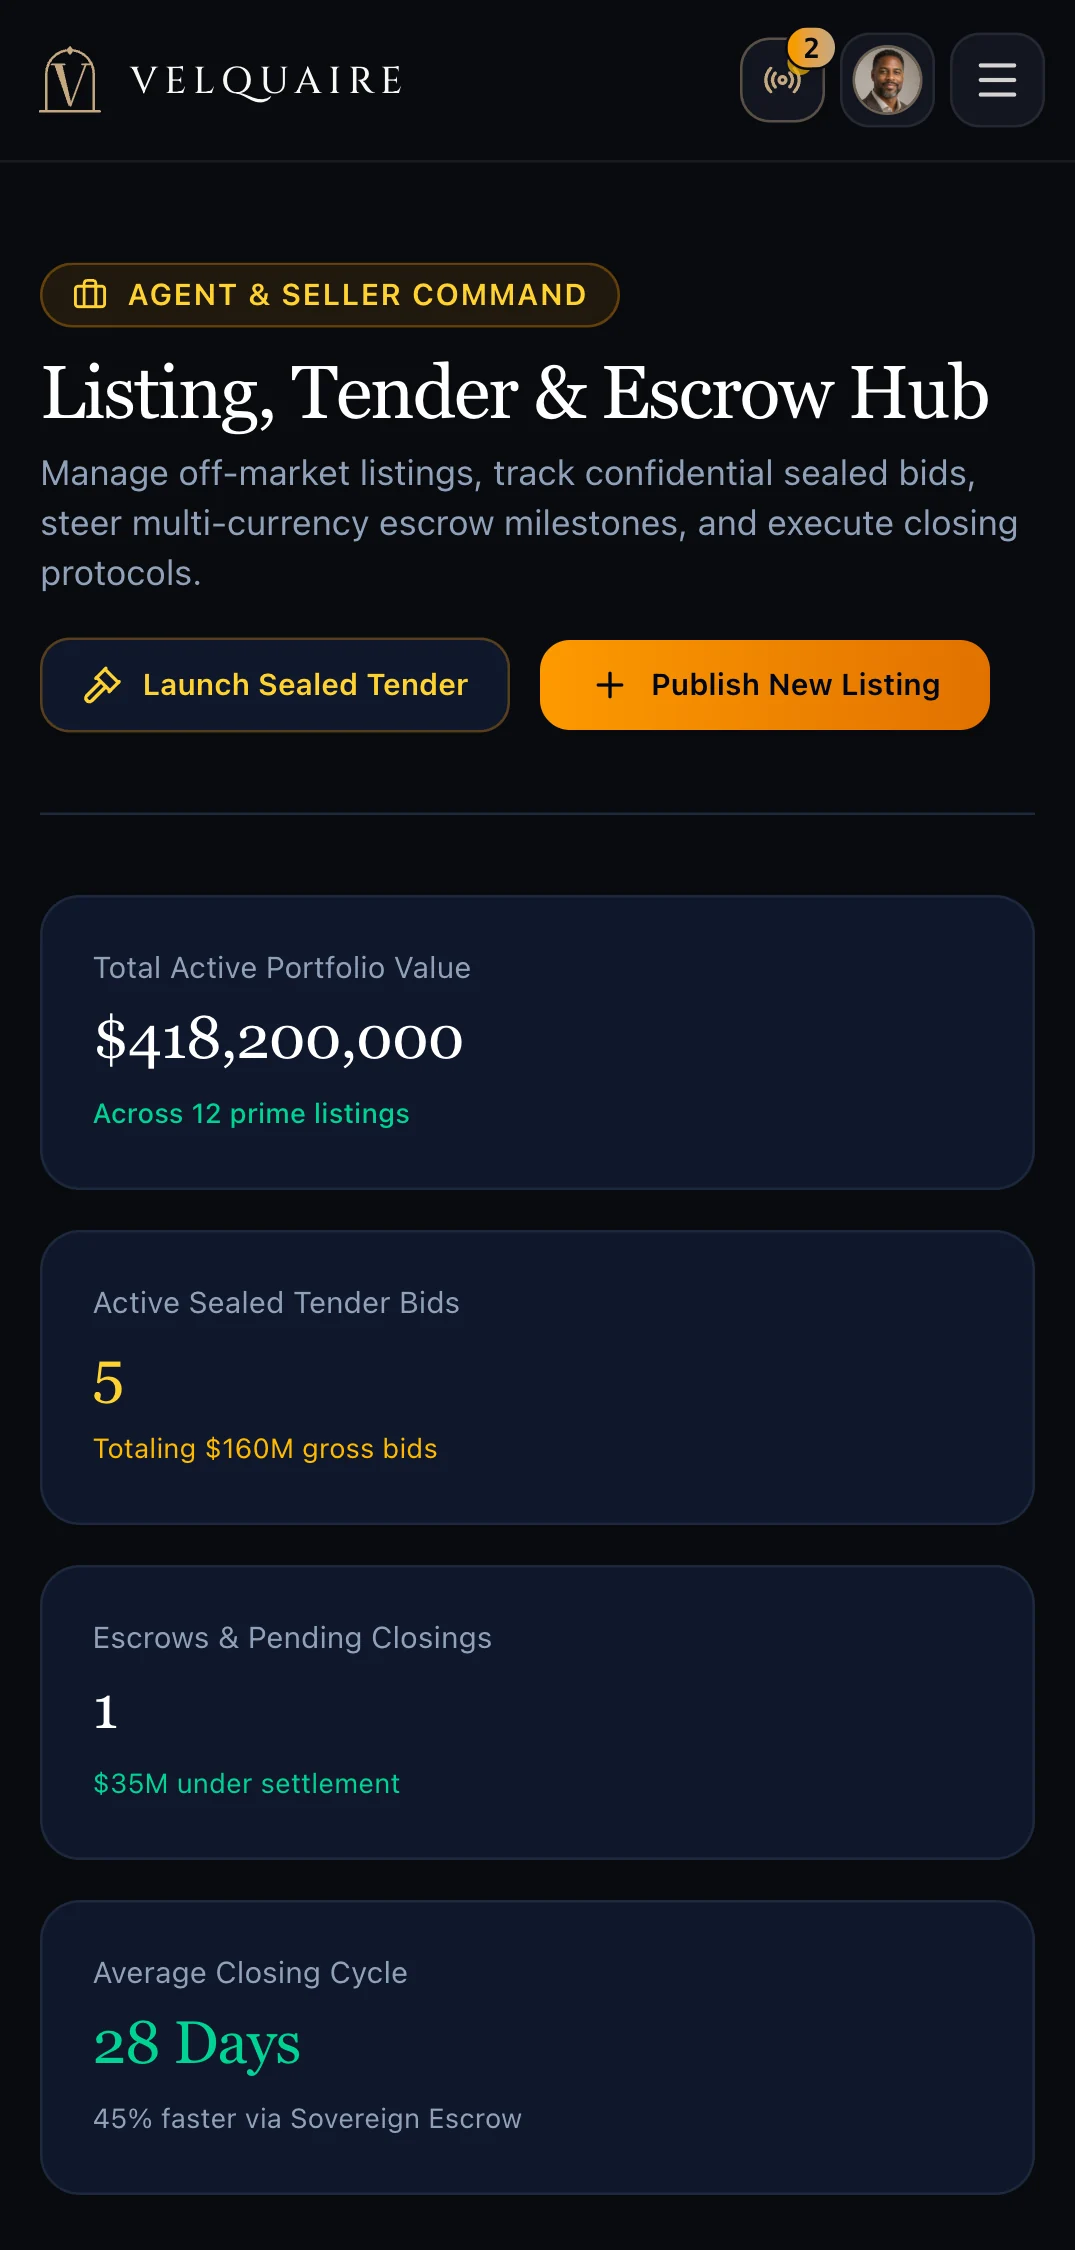 V VELQUAIRE
2
AGENT & SELLER COMMAND
Listing, Tender & Escrow Hub
Manage off-market listings, track confidential sealed bids,
steer multi-currency escrow milestones, and execute closing
protocols.
Launch Sealed Tender
Publish New Listing
Total Active Portfolio Value
$418,200,000
Across 12 prime listings
Active Sealed Tender Bids
5
Totaling $160M gross bids
Escrows & Pending Closings
1
$35M under settlement
Average Closing Cycle
28 Days
45% faster via Sovereign Escrow